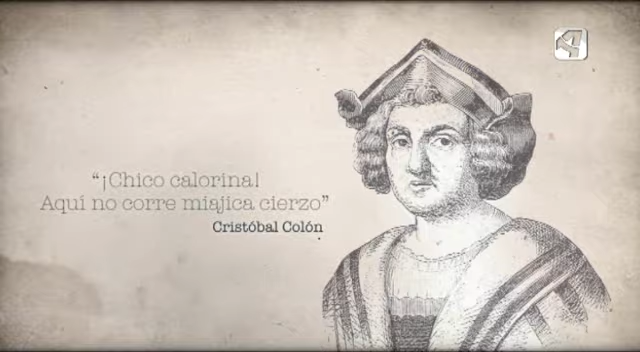 “¡Chico calorina!
Aquí no corre miajica cierzo”
Cristóbal Colón